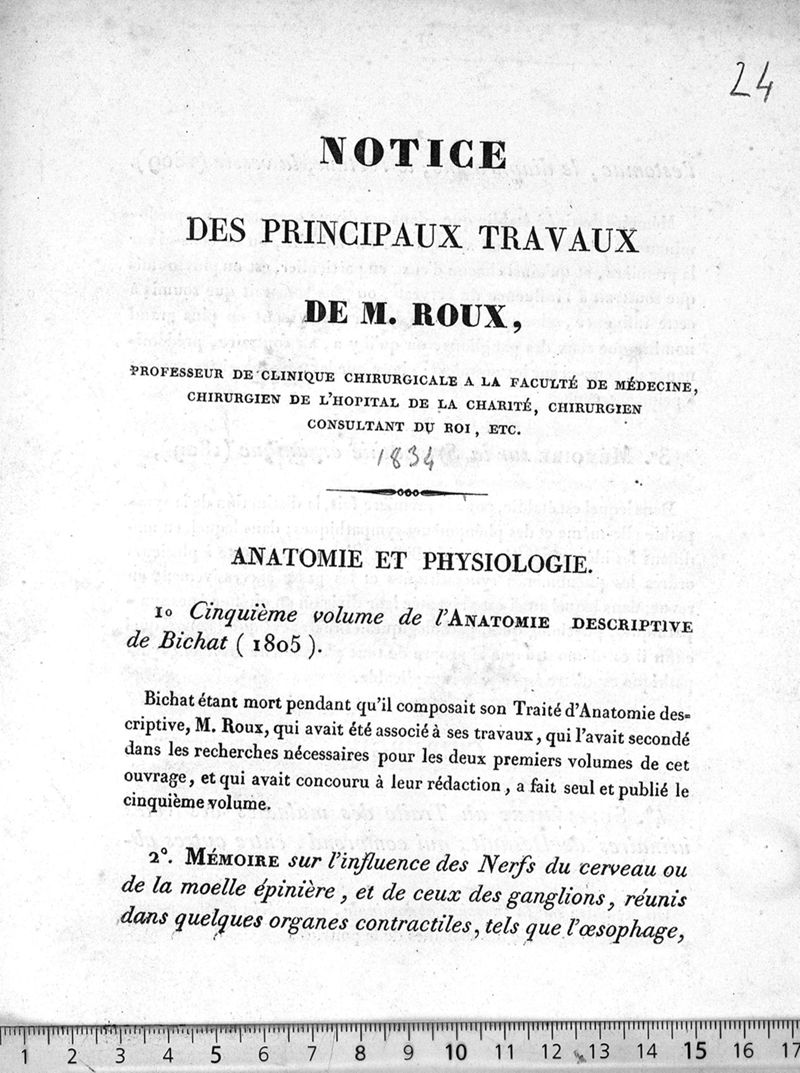 24
NOTICE
DES PRINCIPAUX TRAVAUX
DE M. ROUX,
PROFESSEUR DE CLINIQUE CHIRURGICALE A LA FACULTÉ DE MÉDECINE,
CHIRURGIEN DE L'HOPITAL DE LA CHARITÉ, CHIRURGIEN
CONSULTANT DU ROI, ETC.
1834
ANATOMIE ET PHYSIOLOGIE.
1o Cinquième volume de l'ANATOMIE DESCRIPTIVE
de Bichat ( 1805 ).
Bichat étant mort pendant qu'il composait son Traité d'Anatomie des=
criptive, M. Roux, qui avait été associé à ses travaux, qui l'avait secondé
dans les recherches nécessaires pour les deux premiers volumes de cet
ouvrage, et qui avait concouru à leur rédaction, a fait seul et publié le
cinquième volume.
2°. MÉMOIRE sur l'influence des Nerfs du cerveau ou
de la moelle épinière, et de ceux des ganglions, réunis
dans quelques organes contractiles, tels que l'œsophage,
1 2 3 4 5 6 7 8 9 10 11 12 13 14 15 16 17